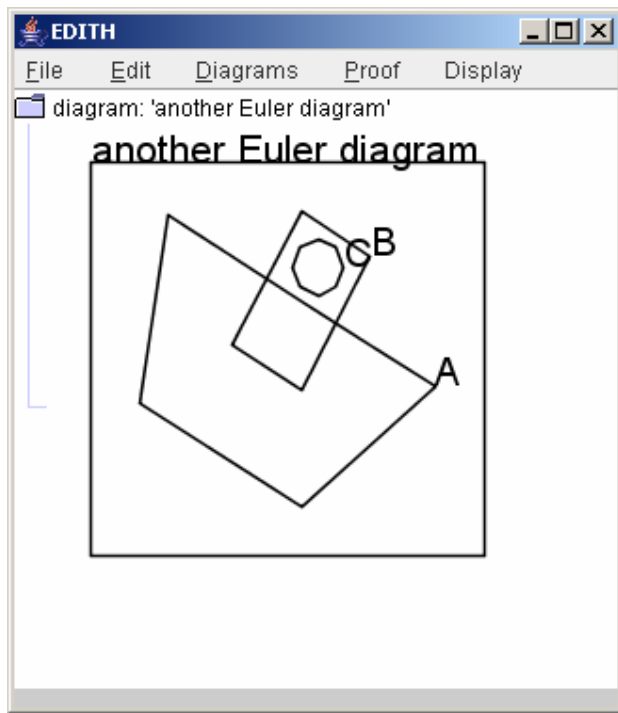 EDITH
File Edit Diagrams Proof Display
diagram: 'another Euler diagram'
another Euler diagram
C B
A